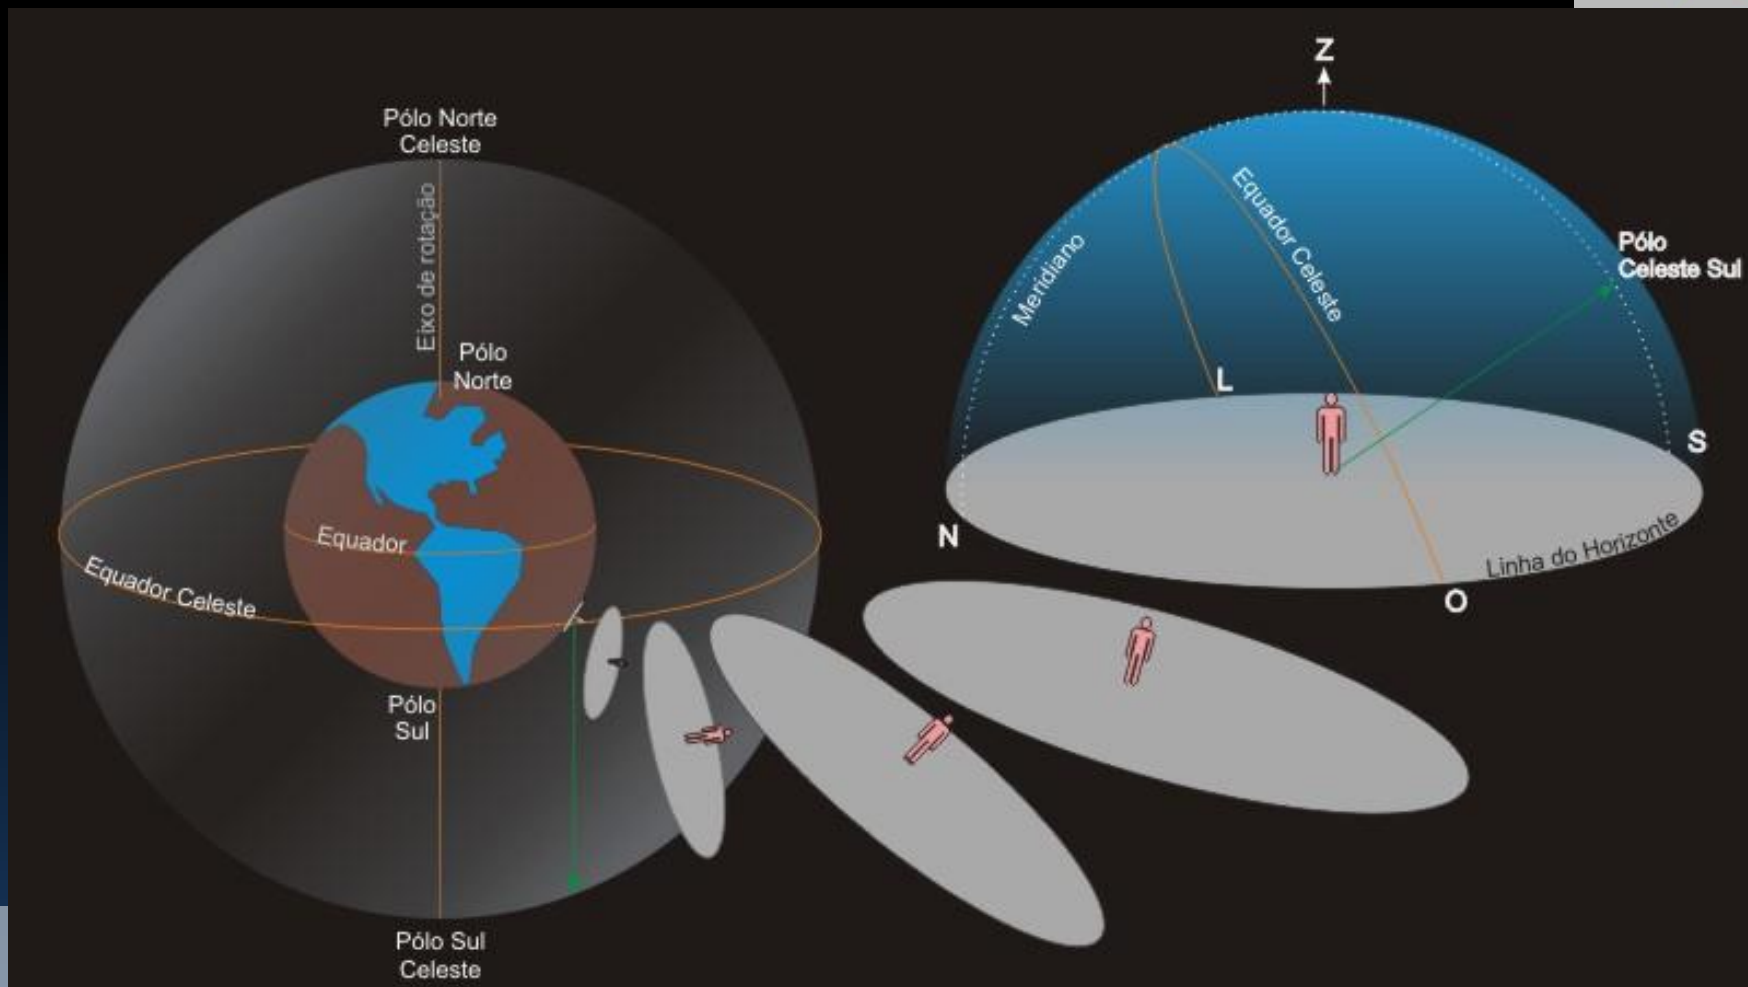 Pólo Norte
Celeste
Eixo de rotação
Pólo
Norte
Equador
Equador Celeste
Pólo
Sul
Pólo Sul
Celeste
Z
Meridiano
Equador Celeste
Pólo
Celeste Sul
L
S
N
Linha do Horizonte
O